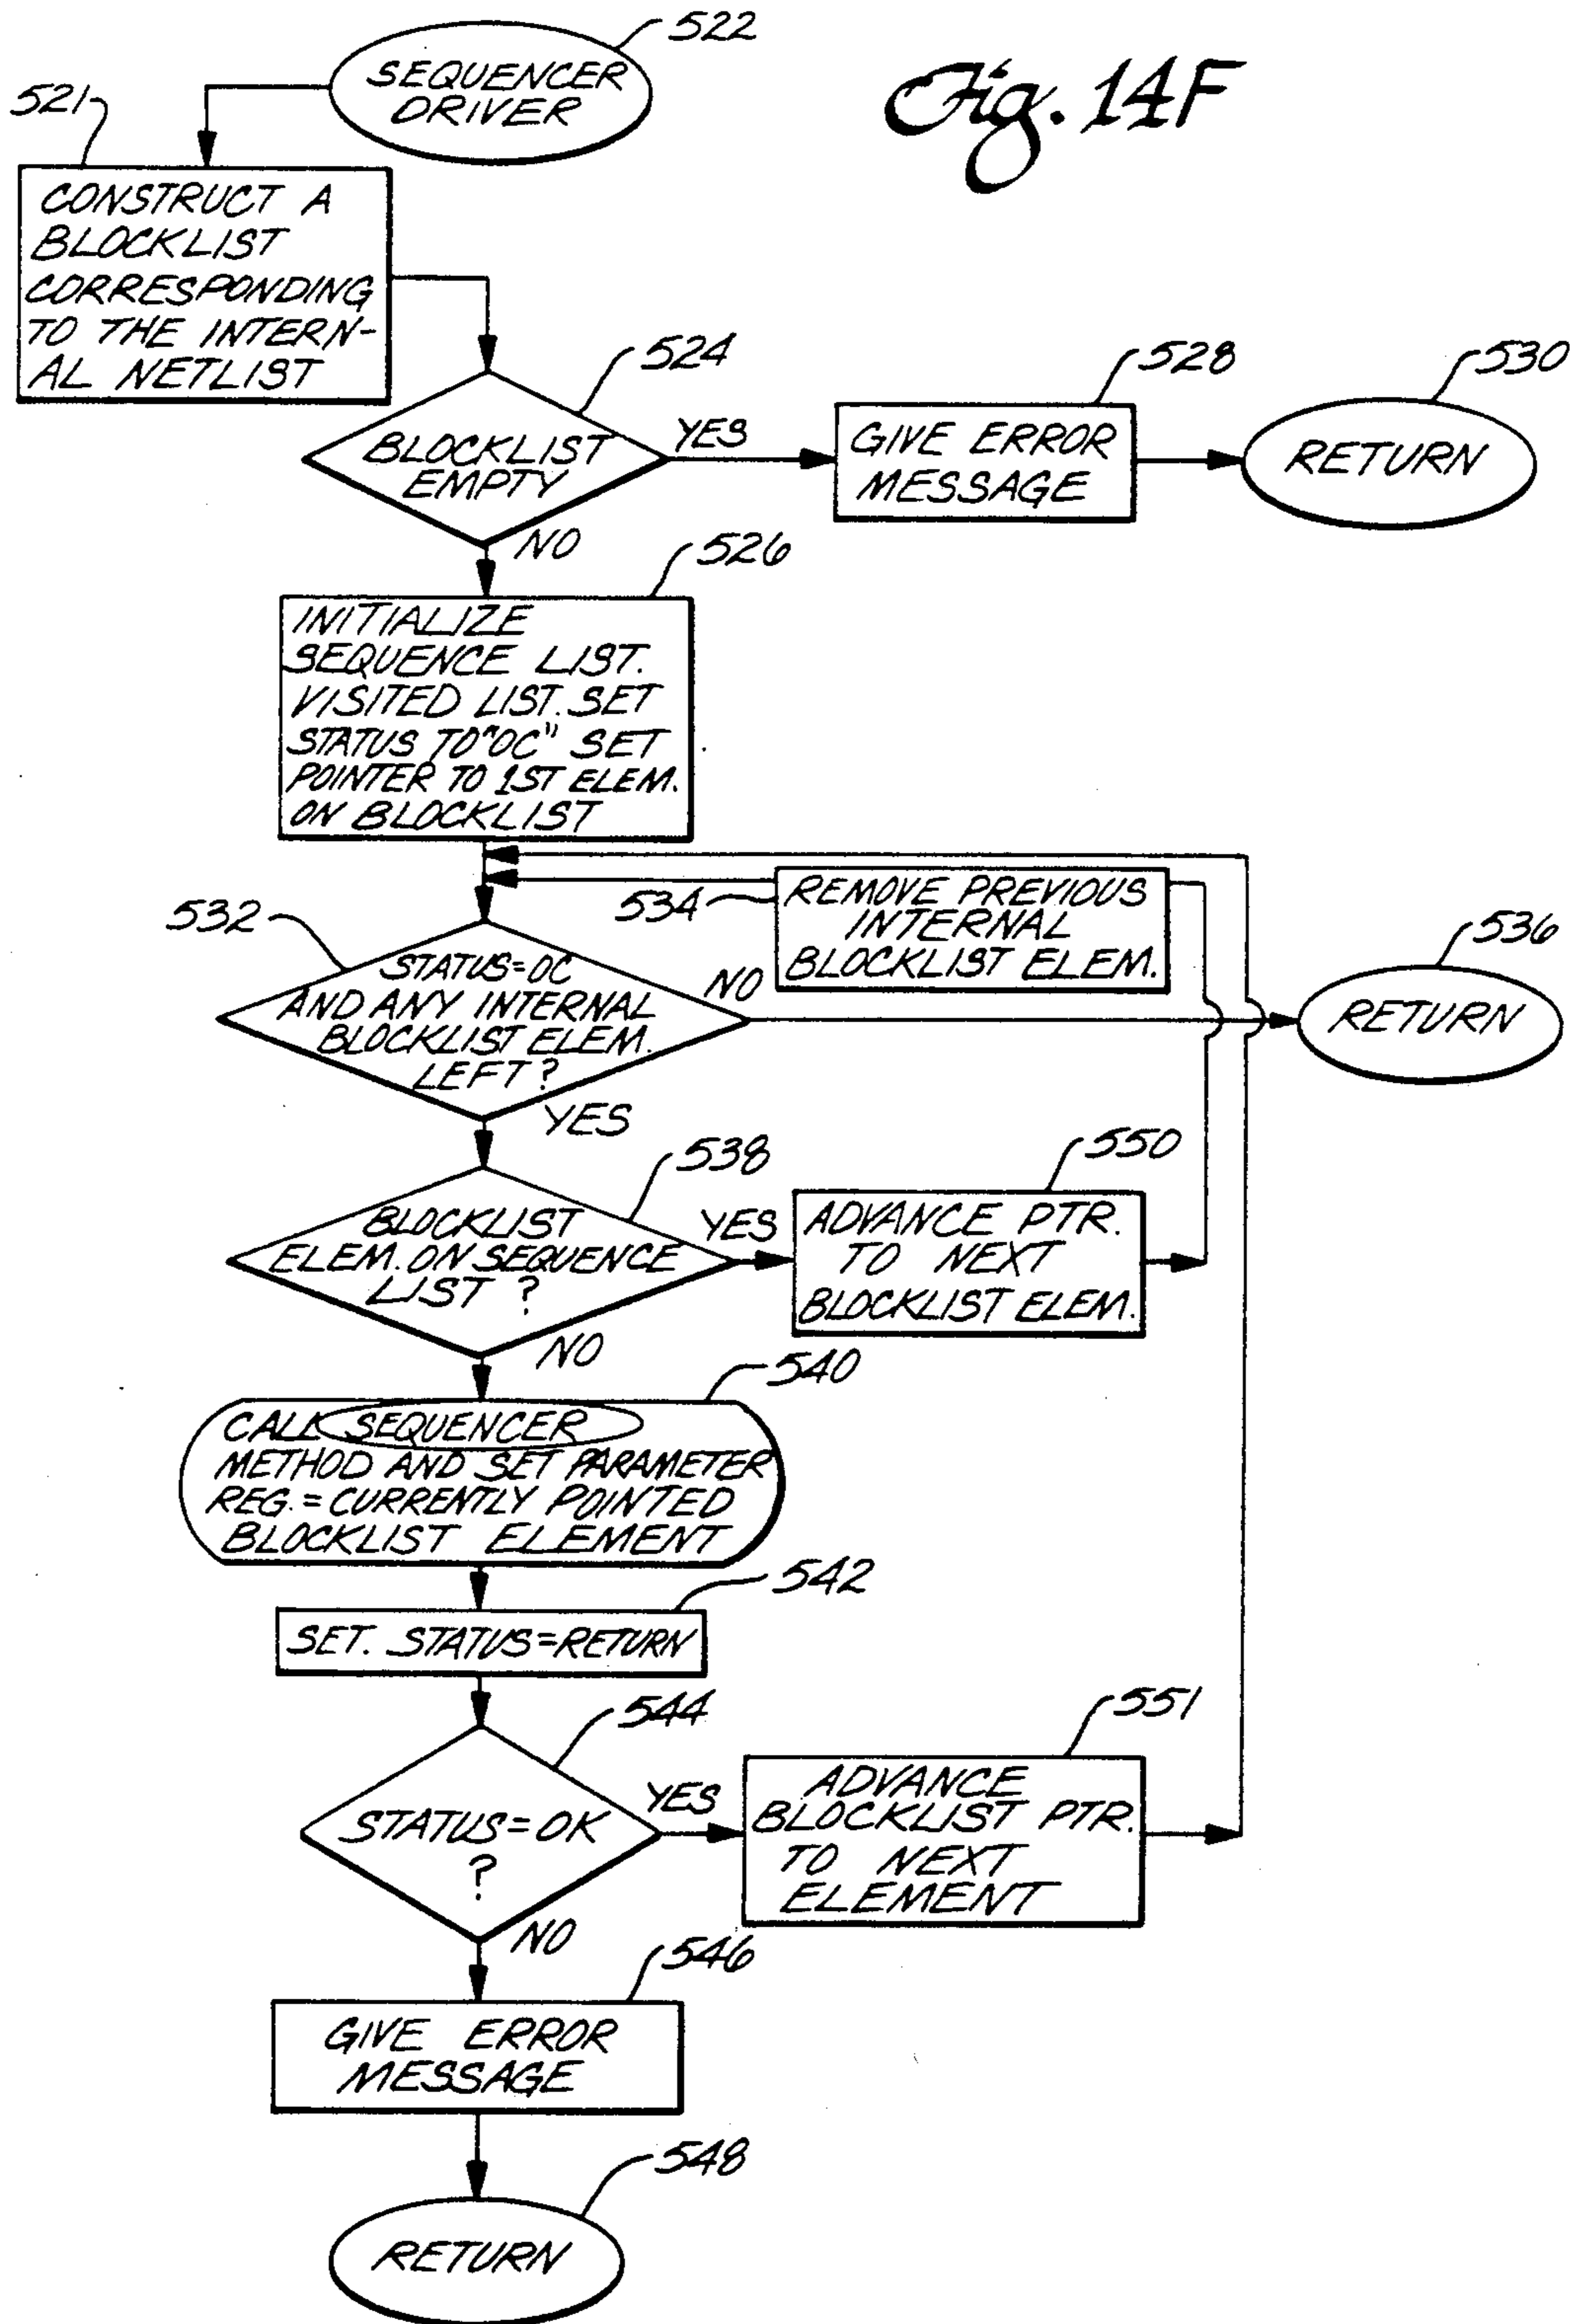 522
SEQUENCER
DRIVER
Fig. 14F
521
CONSTRUCT A
BLOCKLIST
CORRESPONDING
TO THE INTERN-
AL NETLIST
524
BLOCKLIST
EMPTY
YES
NO
528
GIVE ERROR
MESSAGE
530
RETURN
526
INITIALIZE
SEQUENCE LIST.
VISITED LIST. SET
STATUS TO "OC" SET
POINTER TO 1ST ELEM.
ON BLOCKLIST
534
REMOVE PREVIOUS
INTERNAL
BLOCKLIST ELEM.
532
STATUS=OC
AND ANY INTERNAL
BLOCKLIST ELEM.
LEFT?
NO
YES
536
RETURN
538
BLOCKLIST
ELEM. ON SEQUENCE
LIST ?
YES
NO
550
ADVANCE PTR.
TO NEXT
BLOCKLIST ELEM.
540
CALL SEQUENCER
METHOD AND SET PARAMETER
REG. = CURRENTLY POINTED
BLOCKLIST ELEMENT
542
SET. STATUS=RETURN
544
STATUS=OK
?
YES
NO
551
ADVANCE
BLOCKLIST PTR.
TO NEXT
ELEMENT
546
GIVE ERROR
MESSAGE
548
RETURN